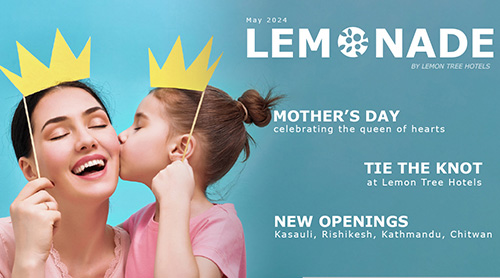 May 2024
LEMONADE
BY LEMON TREE HOTELS
MOTHER'S DAY
celebrating the queen of hearts
TIE THE KNOT
at Lemon Tree Hotels
NEW OPENINGS
Kasauli, Rishikesh, Kathmandu, Chitwan